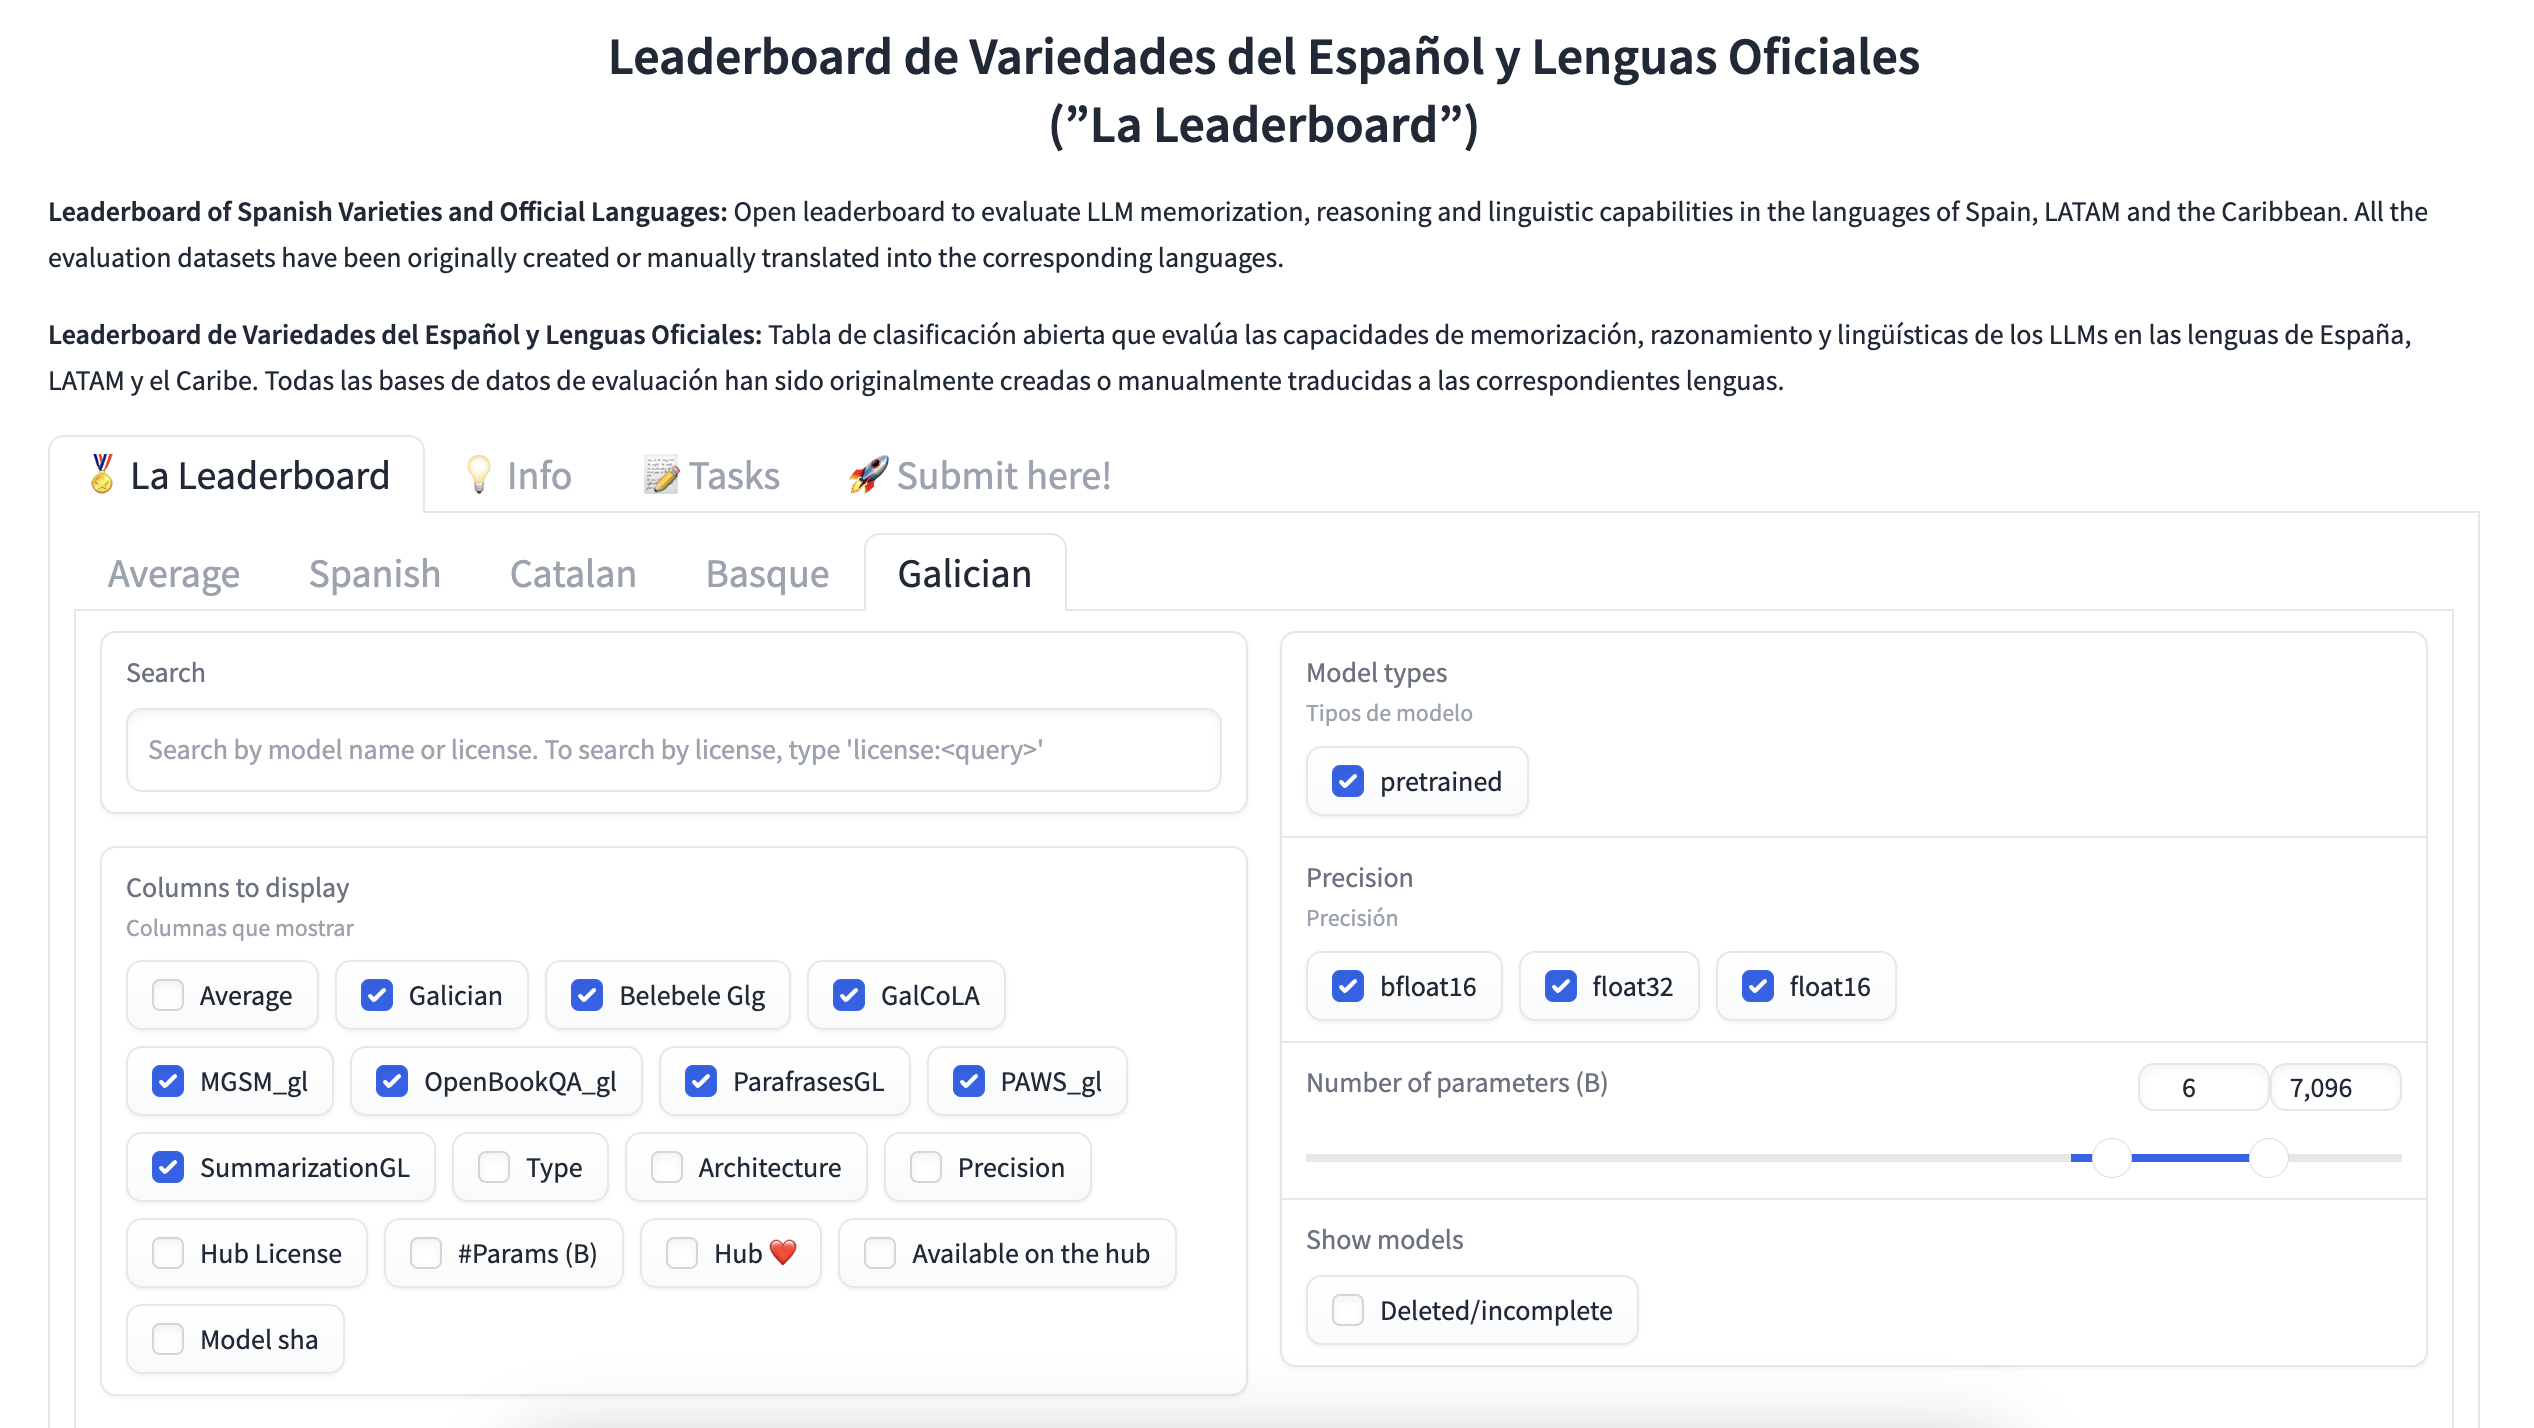 Leaderboard de Variedades del Español y Lenguas Oficiales
(”La Leaderboard”)
Leaderboard of Spanish Varieties and Official Languages: Open leaderboard to evaluate LLM memorization, reasoning and linguistic capabilities in the languages of Spain, LATAM and the Caribbean. All the
evaluation datasets have been originally created or manually translated into the corresponding languages.
Leaderboard de Variedades del Español y Lenguas Oficiales: Tabla de clasificación abierta que evalúa las capacidades de memorización, razonamiento y lingüísticas de los LLMs en las lenguas de España,
LATAM y el Caribe. Todas las bases de datos de evaluación han sido originalmente creadas o manualmente traducidas a las correspondientes lenguas.
🏅 La Leaderboard 💡 Info 📝 Tasks 🚀 Submit here!
Average Spanish Catalan Basque Galician
Search
Search by model name or license. To search by license, type 'license:<query>'
Columns to display
Columnas que mostrar
Average Galician Belebele Glg GalCoLA
MGSM_gl OpenBookQA_gl ParafrasesGL PAWS_gl
SummarizationGL Type Architecture Precision
Hub License #Params (B) Hub ❤️ Available on the hub
Model sha
Model types
Tipos de modelo
pretrained
Precision
Precisión
bfloat16 float32 float16
Number of parameters (B) 6 7,096
Show models
Deleted/incomplete